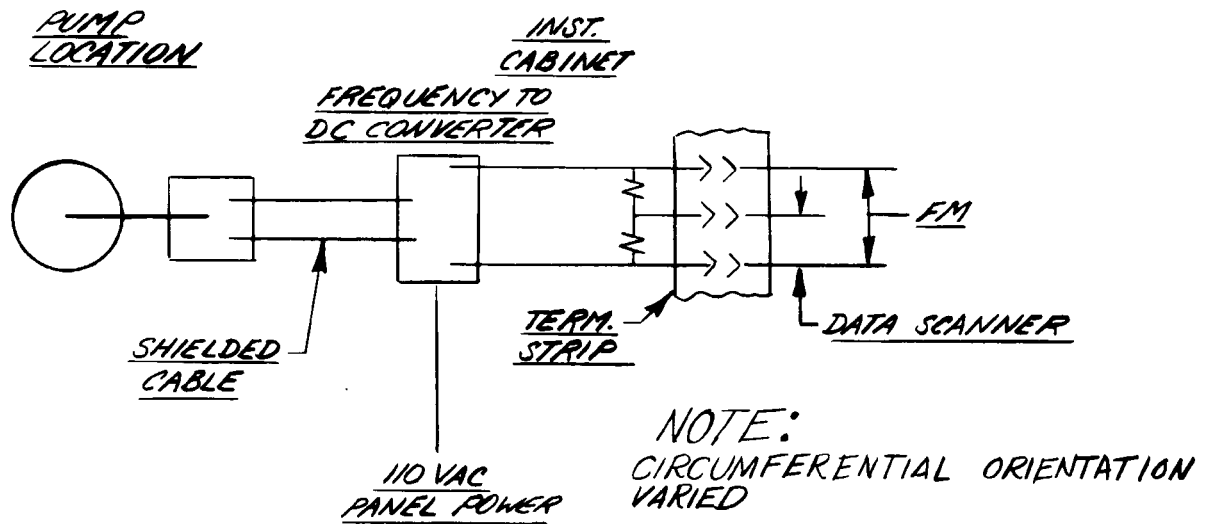 PUMP
LOCATION
INST.
CABINET
FREQUENCY TO
DC CONVERTER
FM
TERM.
STRIP
DATA SCANNER
SHIELDED
CABLE
110 VAC
PANEL POWER
NOTE:
CIRCUMFERENTIAL ORIENTATION
VARIED